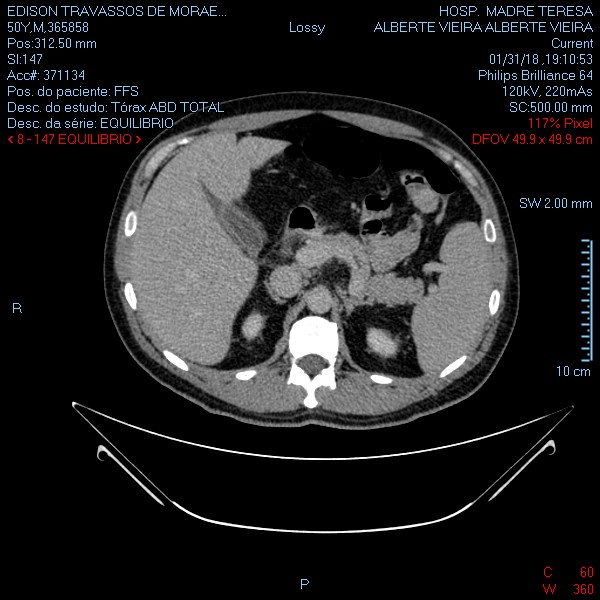 EDISON TRAVASSOS DE MORAE...
50Y,M,365858
Pos:312.50 mm
SI:147
Acc#: 371134
Pos. do paciente: FFS
Desc. do estudo: Tórax ABD TOTAL
Desc. da série: EQUILIBRIO
< 8 - 147 EQUILIBRIO >
Lossy
HOSP. MADRE TERESA
ALBERTE VIEIRA ALBERTE VIEIRA
Current
01/31/18 ,19:10:53
Philips Brilliance 64
120kV, 220mAs
SC:500.00 mm
117% Pixel
DFOV 49.9 x 49.9 cm
SW 2.00 mm
R
10 cm
P
C 60
W 360